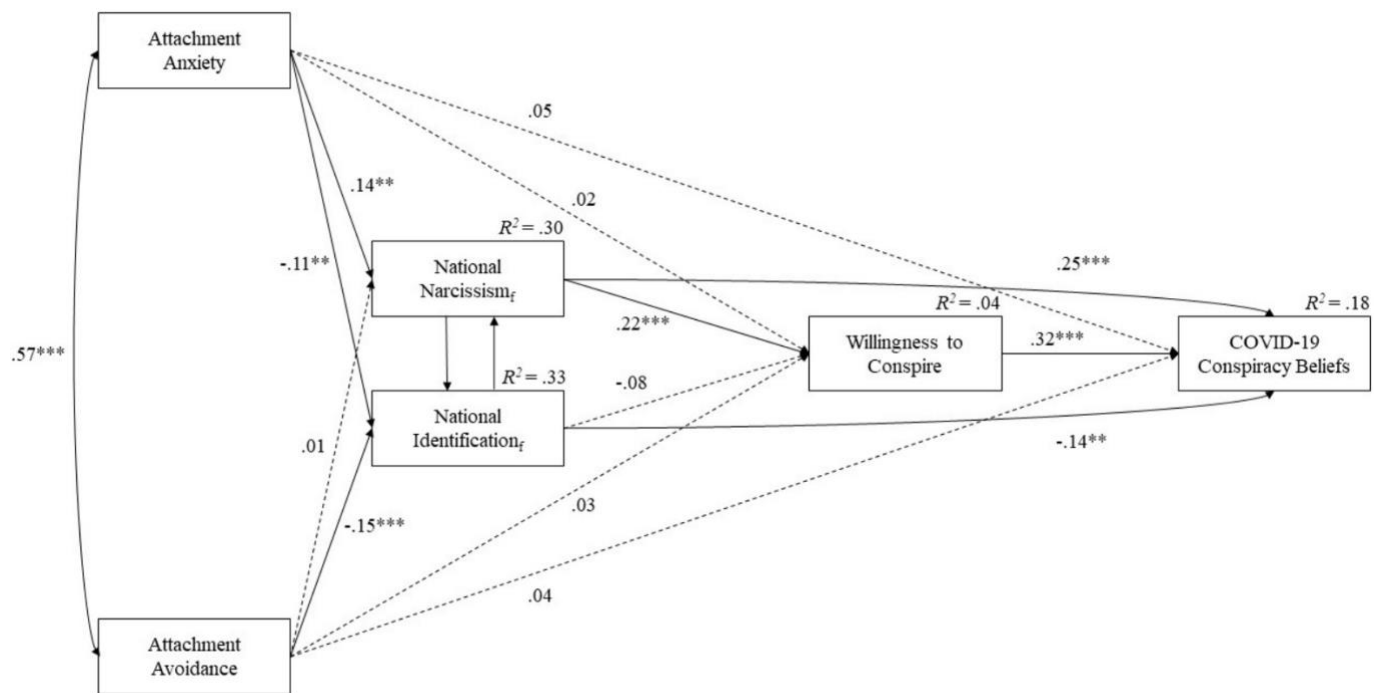 Attachment
Anxiety
.05
.14**
.02
R² = .30
-.11**
National
Narcissismf
.25***
R² = .04
R² = .18
.22***
.57***
Willingness to
Conspire
.32***
COVID-19
Conspiracy Beliefs
R² = .33
-.08
National
Identificationf
.01
-.14**
-.15***
.03
.04
Attachment
Avoidance